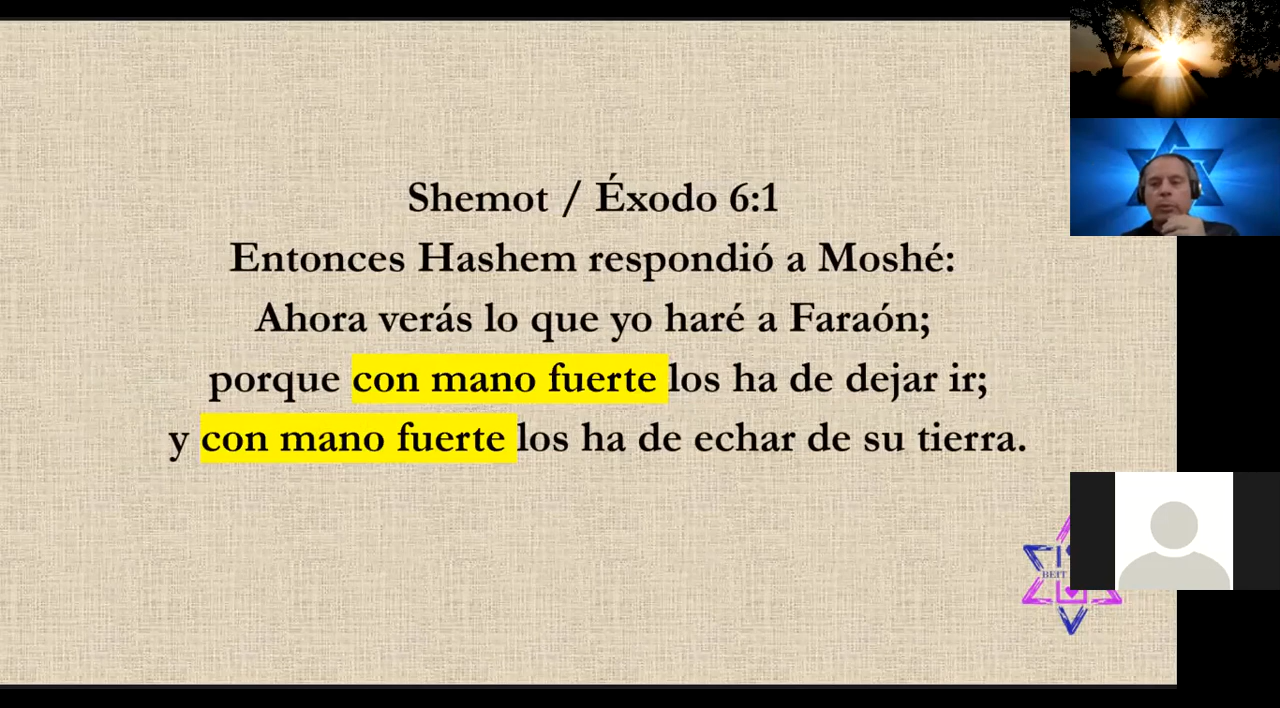 Shemot / Éxodo 6:1
Entonces Hashem respondió a Moshé:
Ahora verás lo que yo haré a Faraón;
porque con mano fuerte los ha de dejar ir;
y con mano fuerte los ha de echar de su tierra.
BEIT